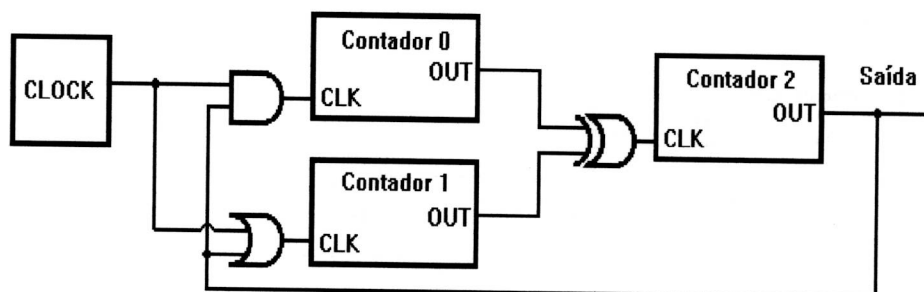 CLOCK
Contador 0
OUT
CLK
Contador 1
OUT
CLK
Contador 2
OUT
CLK
Saída